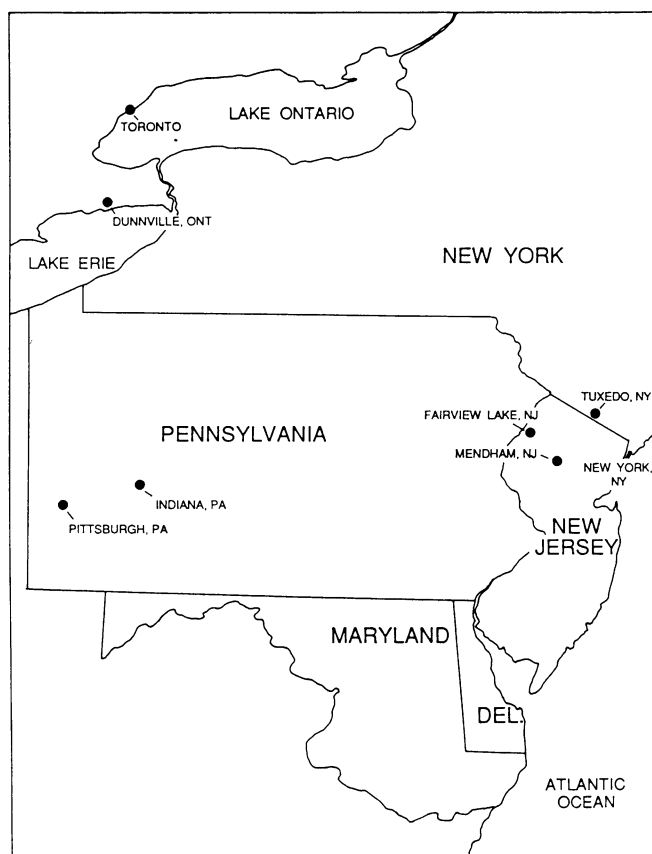 LAKE ONTARIO
TORONTO
DUNNVILLE, ONT
LAKE ERIE
NEW YORK
TUXEDO, NY
FAIRVIEW LAKE, NJ
PENNSYLVANIA
MENDHAM, NJ
NEW YORK,
NY
INDIANA, PA
PITTSBURGH, PA
NEW
JERSEY
MARYLAND
DEL.
ATLANTIC
OCEAN